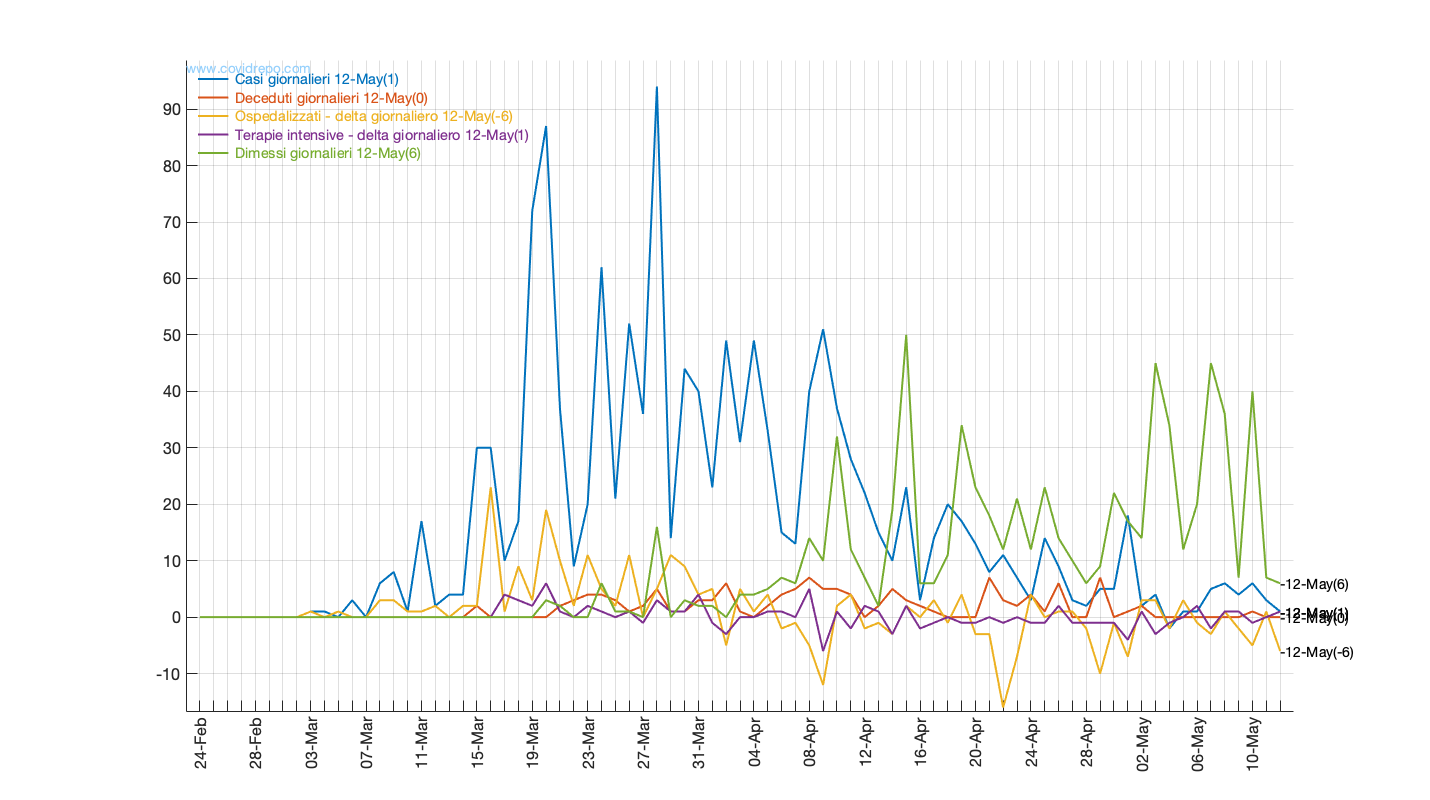 www.covidrepo.com
Casi giornalieri 12-May(1)
Deceduti giornalieri 12-May(0)
Ospedalizzati - delta giornaliero 12-May(-6)
Terapie intensive - delta giornaliero 12-May(1)
Dimessi giornalieri 12-May(6)
90
80
70
60
50
40
30
20
10
0
-10
-12-May(6)
-12-May(1)
-12-May(1)
-12-May(0)
-12-May(-6)
24-Feb
28-Feb
03-Mar
07-Mar
11-Mar
15-Mar
19-Mar
23-Mar
27-Mar
31-Mar
04-Apr
08-Apr
12-Apr
16-Apr
20-Apr
24-Apr
28-Apr
02-May
06-May
10-May